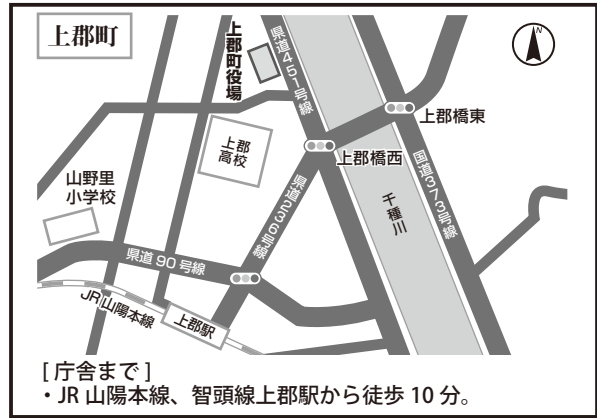 上郡町
N
上郡町役場
県道451号線
上郡橋東
上郡高校
上郡橋西
山野里
小学校
県道236号線
千種川
国道373号線
県道90号線
JR山陽本線
上郡駅
[庁舎まで]
・JR 山陽本線、智頭線上郡駅から徒歩 10 分。